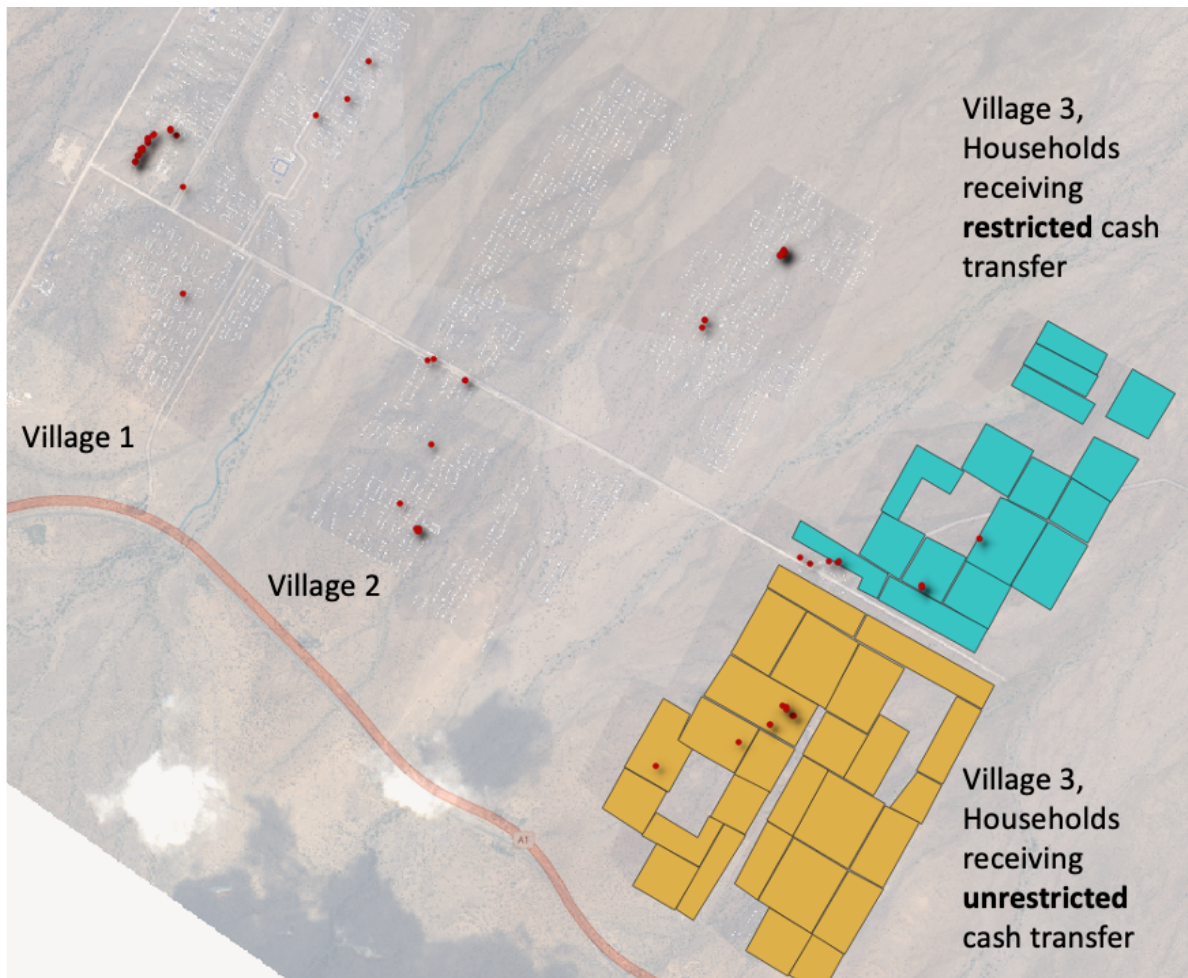 Village 3,
Households
receiving
restricted cash
transfer
Village 1
Village 2
A1
Village 3,
Households
receiving
unrestricted
cash transfer